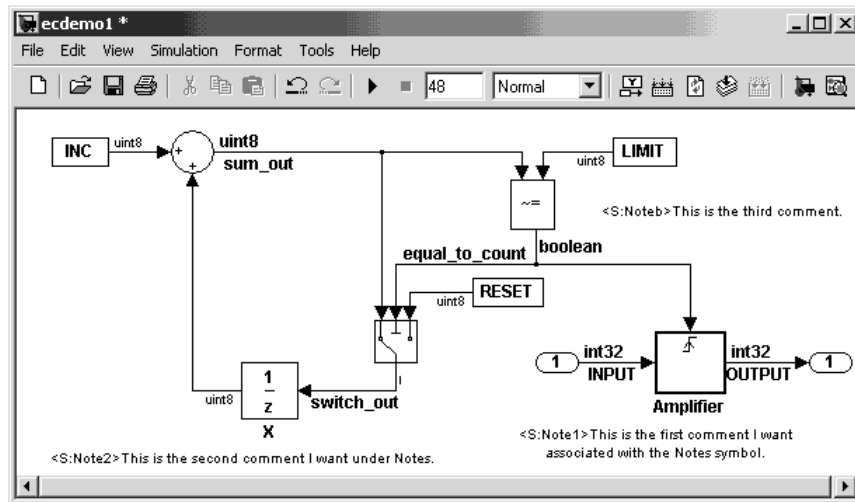 ecdemo1 *
File Edit View Simulation Format Tools Help
48 Normal
INC uint8 + + uint8 sum_out
uint8 LIMIT
~=
<S:Noteb>This is the third comment.
equal_to_count boolean
uint8 RESET
1 int32 INPUT
int32 OUTPUT 1
Amplifier
uint8 1 z switch_out
X
<S:Note1>This is the first comment I want
associated with the Notes symbol.
<S:Note2>This is the second comment I want under Notes.